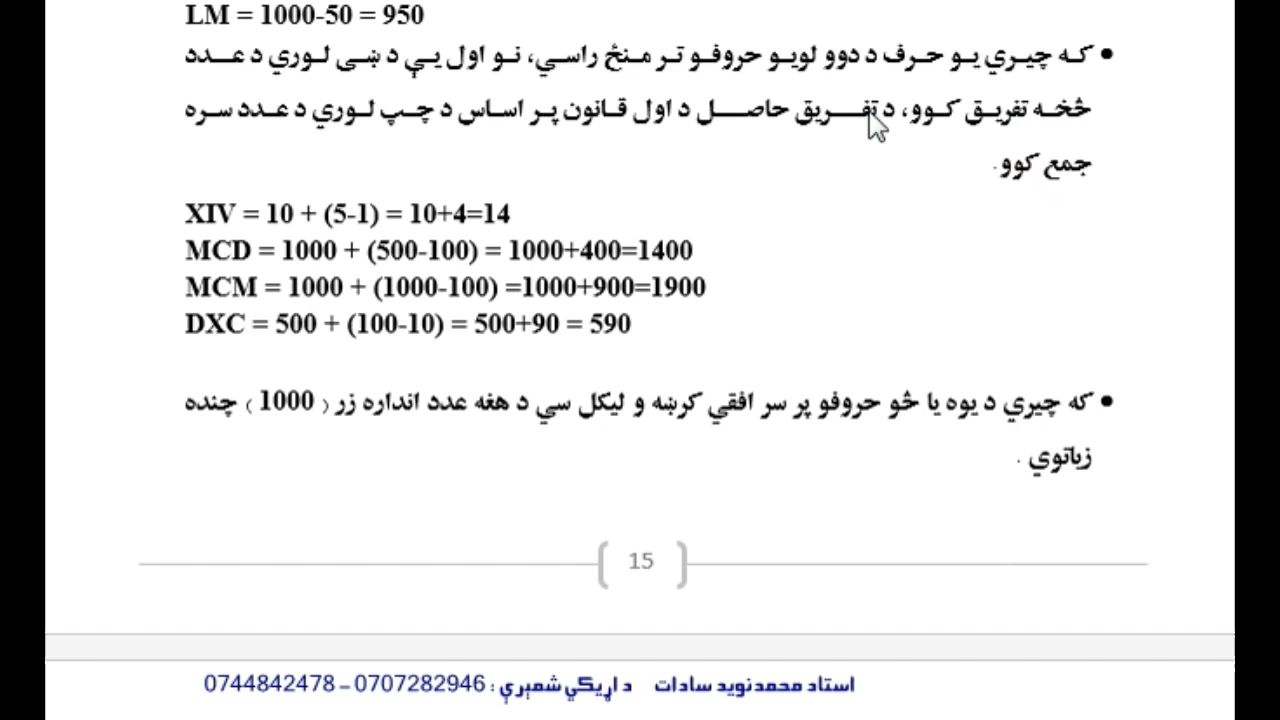 LM = 1000-50 = 950
• که چیري یو حرف د دوو لویو حروفو تر منځ راسي، نو اول یې د ښی لوري د عدد
څخه تفریق کوو، د تفریق حاصل د اول قانون پر اساس د چپ لوري د عدد سره
جمع کوو.
XIV = 10 + (5-1) = 10+4=14
MCD = 1000 + (500-100) = 1000+400=1400
MCM = 1000 + (1000-100) =1000+900=1900
DXC = 500 + (100-10) = 500+90 = 590
• که چیري د یوه یا څو حروفو پر سر افقي کرښه و لیکل سي د هغه عدد اندازه زر ( 1000 ) چنده
زیاتوي .
15
استاد محمدنوید سادات د اړیکي شمېرې : 0707282946 – 0744842478